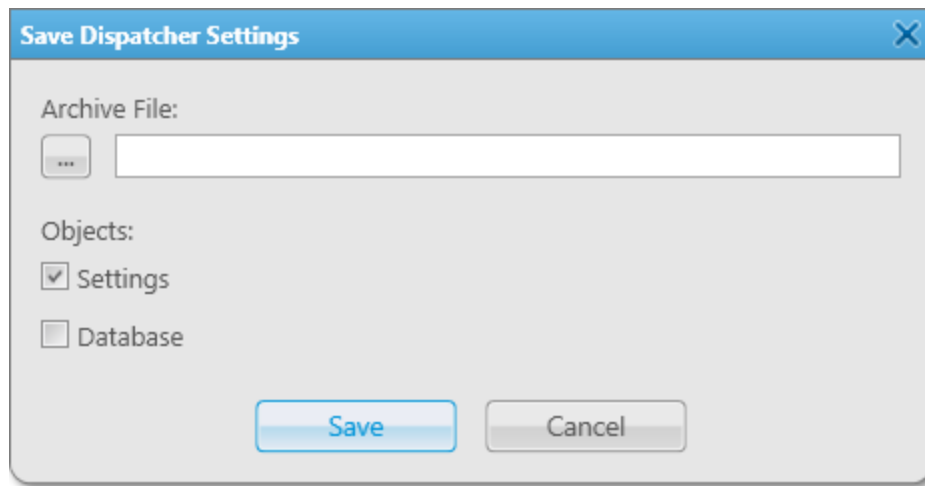 Save Dispatcher Settings
Archive File:
...
Objects:
Settings
Database
Save Cancel